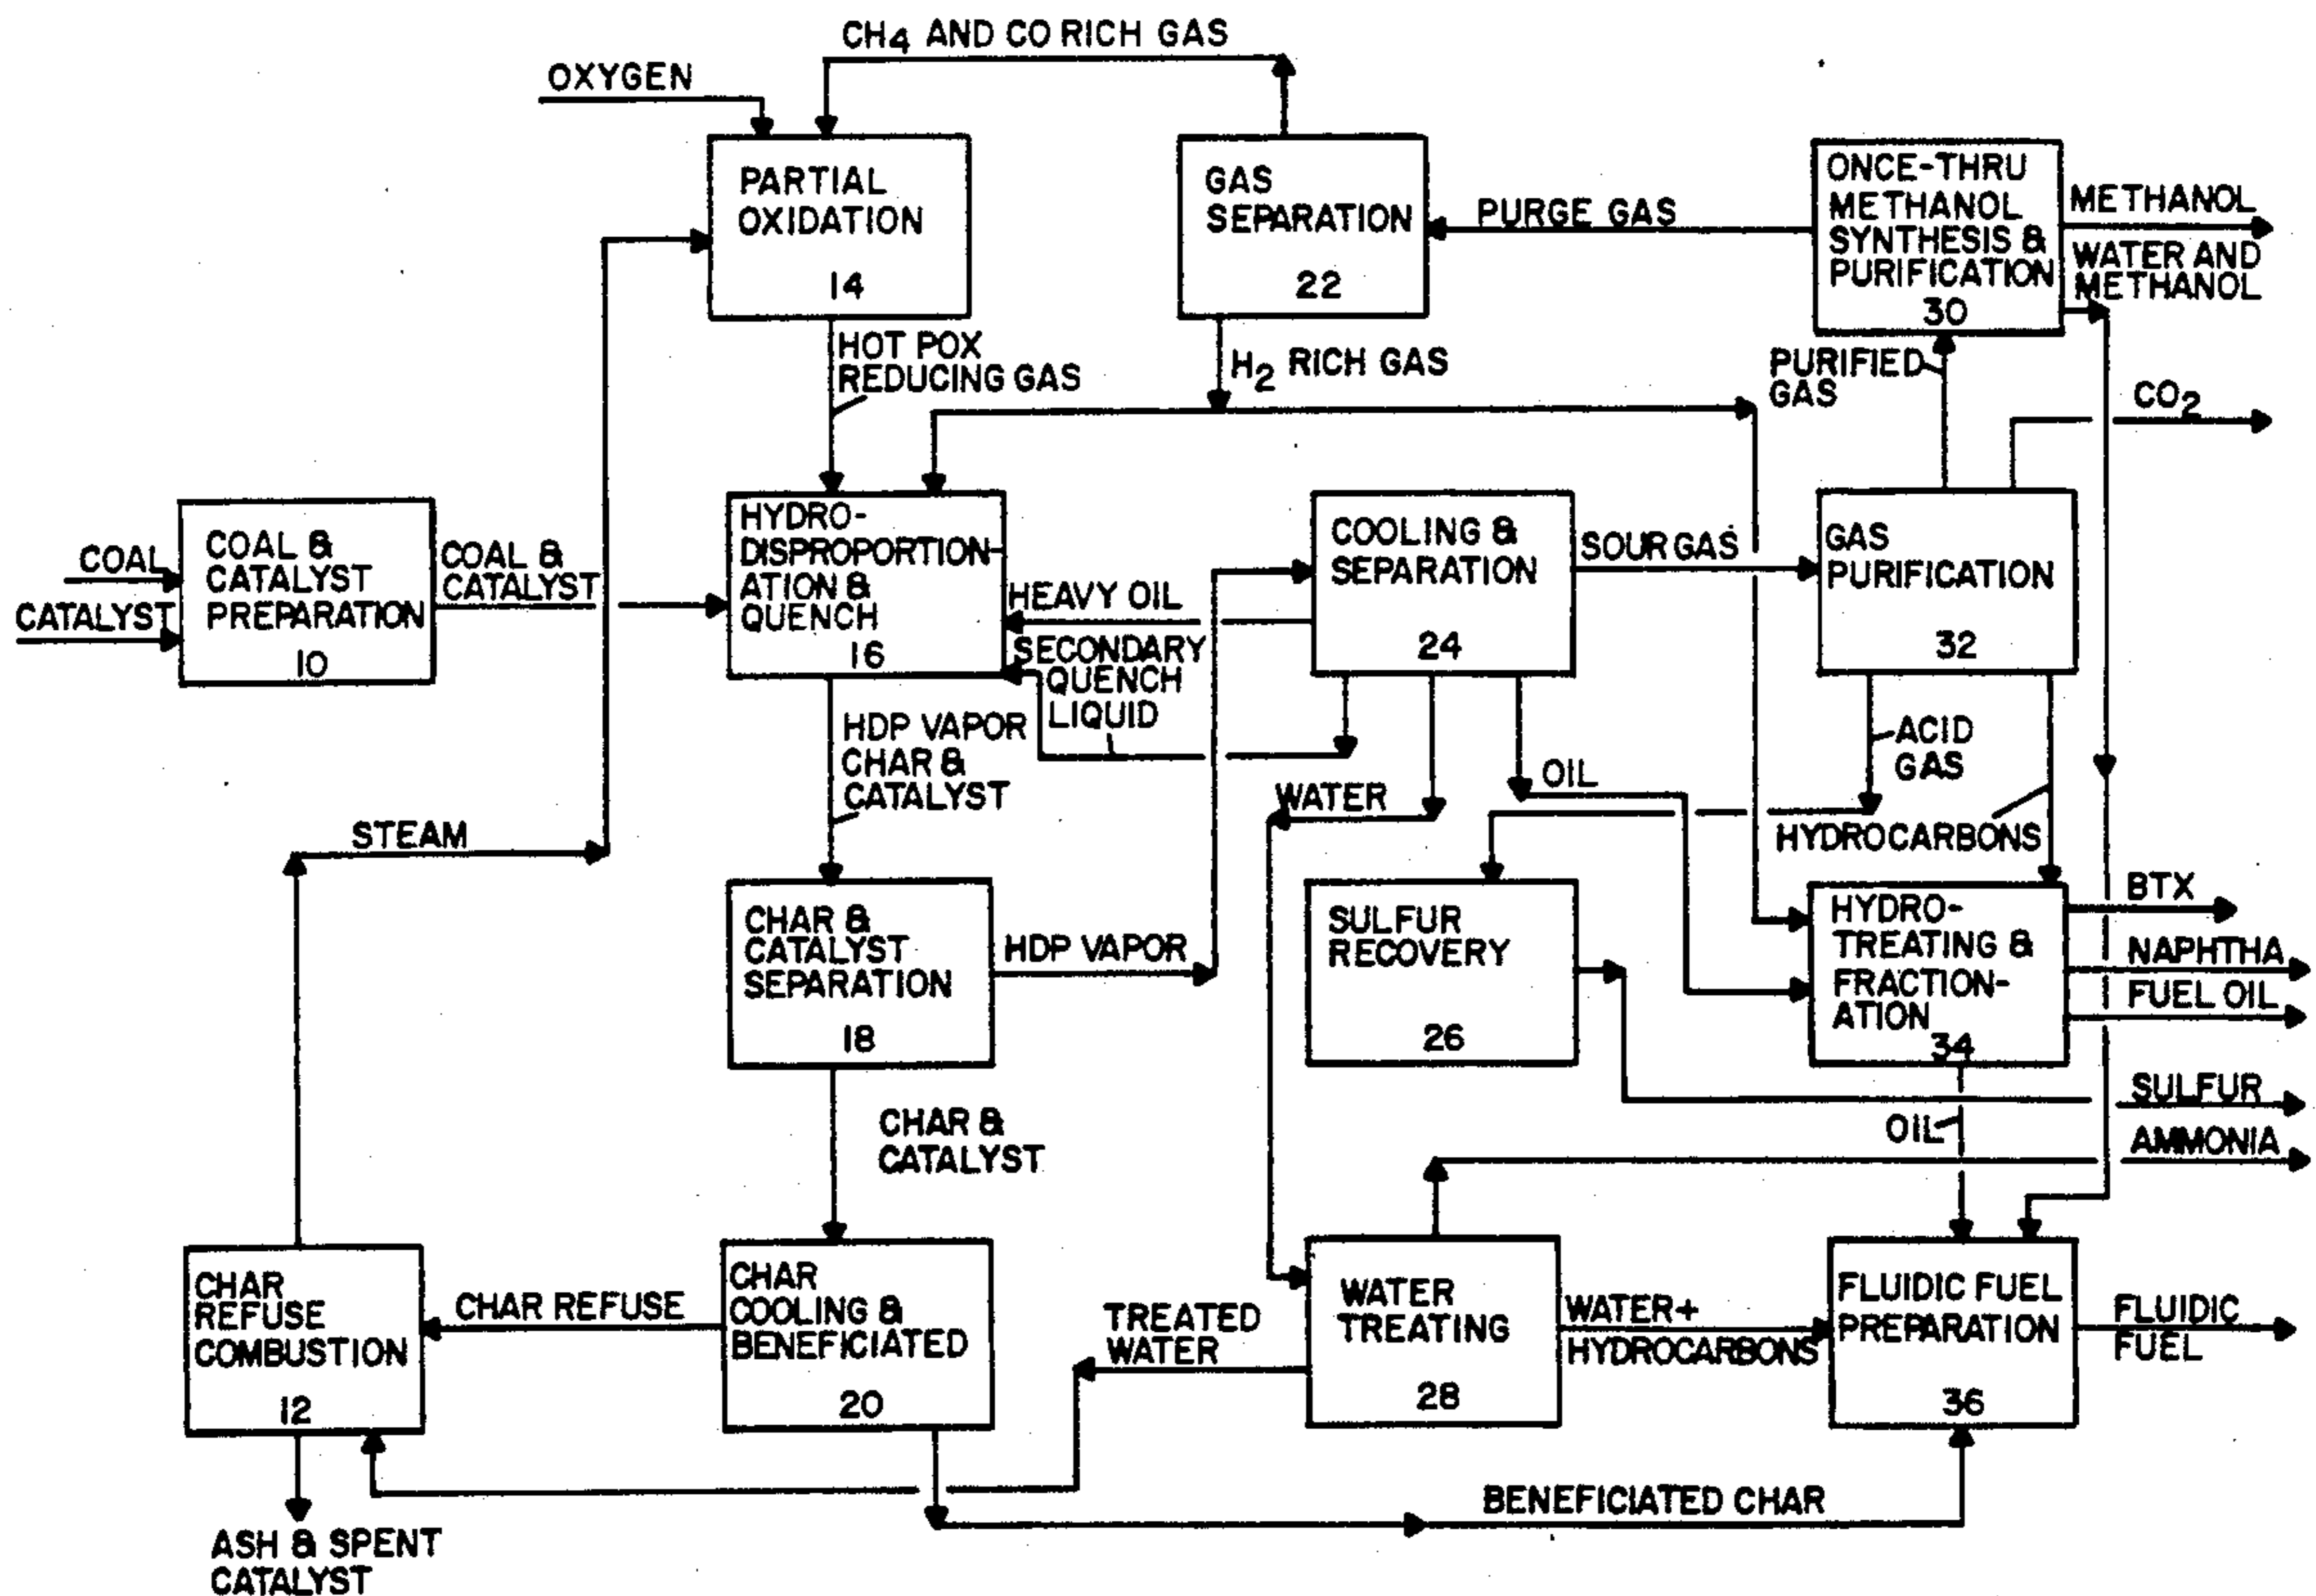 CH4 AND CO RICH GAS
OXYGEN
PARTIAL
OXIDATION
14
GAS
SEPARATION
22
PURGE GAS
ONCE-THRU
METHANOL
SYNTHESIS &
PURIFICATION
30
METHANOL
WATER AND
METHANOL
HOT POX
REDUCING GAS
H2 RICH GAS
PURIFIED
GAS
CO2
COAL
CATALYST
COAL &
CATALYST
PREPARATION
10
COAL &
CATALYST
HYDRO-
DISPROPORTION-
ATION &
QUENCH
16
HEAVY OIL
SECONDARY
QUENCH
LIQUID
COOLING &
SEPARATION
24
SOUR GAS
GAS
PURIFICATION
32
HDP VAPOR
CHAR &
CATALYST
WATER
OIL
ACID
GAS
HYDROCARBONS
STEAM
CHAR &
CATALYST
SEPARATION
18
HDP VAPOR
SULFUR
RECOVERY
26
HYDRO-
TREATING &
FRACTION-
ATION
34
BTX
NAPHTHA
FUEL OIL
SULFUR
OIL
AMMONIA
CHAR &
CATALYST
CHAR
REFUSE
COMBUSTION
12
CHAR REFUSE
CHAR
COOLING &
BENEFICIATED
20
TREATED
WATER
WATER
TREATING
28
WATER+
HYDROCARBONS
FLUIDIC FUEL
PREPARATION
36
FLUIDIC
FUEL
BENEFICIATED CHAR
ASH & SPENT
CATALYST